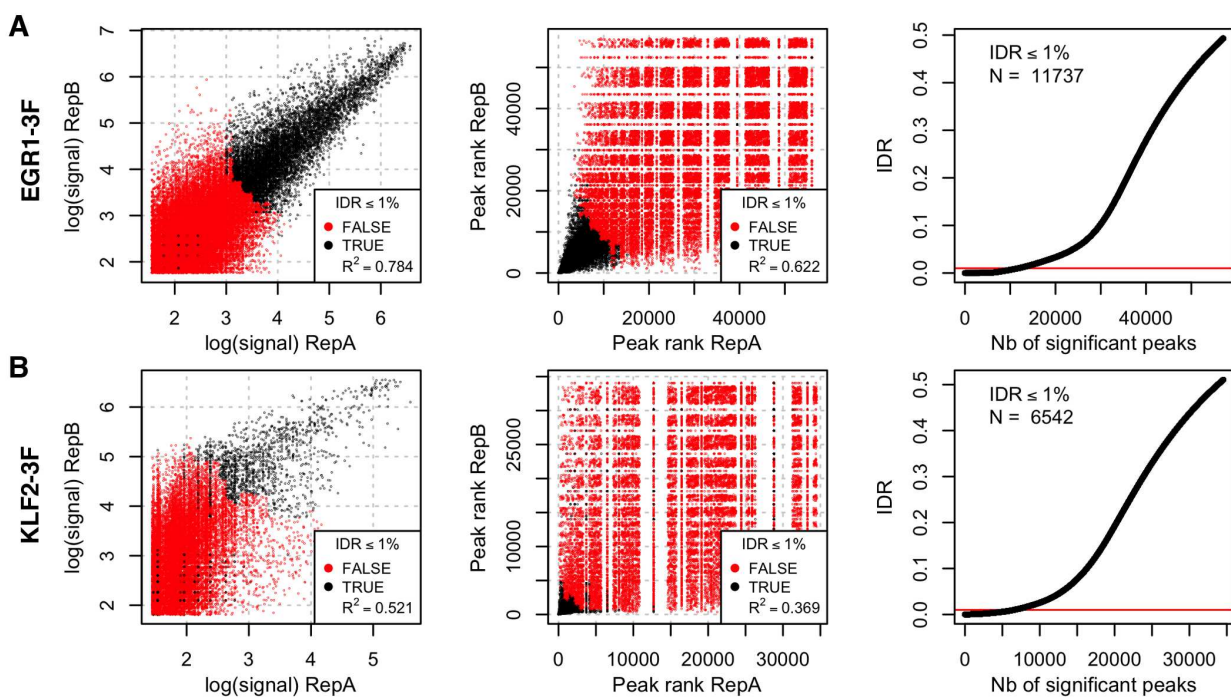 A
EGR1-3F
log(signal) RepB
7
6
5
4
3
2
2 3 4 5 6
log(signal) RepA
IDR ≤ 1%
FALSE
TRUE
R² = 0.784
Peak rank RepB
40000
20000
0
0 20000 40000
Peak rank RepA
IDR ≤ 1%
FALSE
TRUE
R² = 0.622
IDR
0.5
0.4
0.3
0.2
0.1
0.0
0 20000 40000
Nb of significant peaks
IDR ≤ 1%
N = 11737
B
KLF2-3F
log(signal) RepB
6
5
4
3
2
2 3 4 5
log(signal) RepA
IDR ≤ 1%
FALSE
TRUE
R² = 0.521
Peak rank RepB
25000
10000
0
0 10000 20000 30000
Peak rank RepA
IDR ≤ 1%
FALSE
TRUE
R² = 0.369
IDR
0.5
0.4
0.3
0.2
0.1
0.0
0 10000 20000 30000
Nb of significant peaks
IDR ≤ 1%
N = 6542